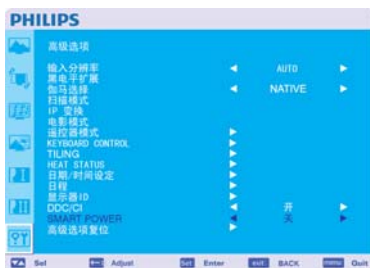 PHILIPS
高级选项
输入分辨率 AUTO
黑电平扩展
伽马选择 NATIVE
扫描模式
IP 变换
电影模式
遥控器模式
KEYBOARD CONTROL
TILING
HEAT STATUS
日期/时间设定
日程
显示器ID
DDC/CI 开
SMART POWER 关
高级选项复位
Sel Adjust Set Enter exit BACK menu Quit